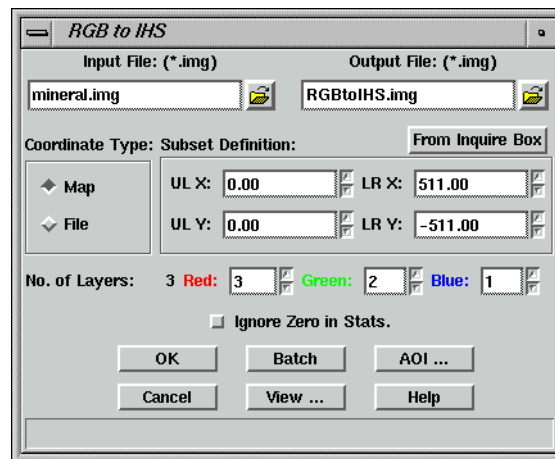 RGB to IHS
Input File: (*.img) Output File: (*.img)
mineral.img RGBtoIHS.img
Coordinate Type: Subset Definition: From Inquire Box
Map UL X: 0.00 LR X: 511.00
File UL Y: 0.00 LR Y: -511.00
No. of Layers: 3 Red: 3 Green: 2 Blue: 1
Ignore Zero in Stats.
OK Batch AOI ...
Cancel View ... Help